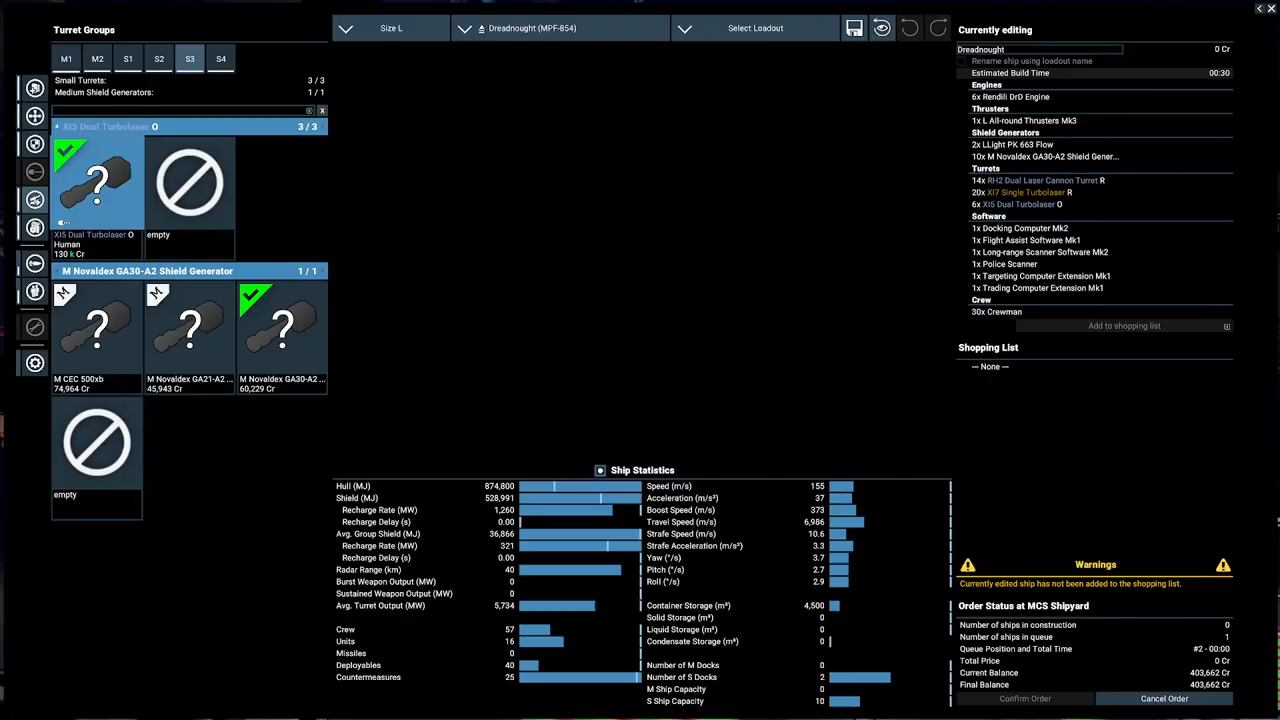 Turret Groups
M1 M2 S1 S2 S3 S4
Small Turrets: 3 / 3
Medium Shield Generators: 1 / 1
x
XI5 Dual Turbolaser O 3 / 3
XI5 Dual Turbolaser O
Human
130 k Cr
empty
M Novaldex GA30-A2 Shield Generator 1 / 1
M CEC 500xb
74,964 Cr
M Novaldex GA21-A2 ...
45,943 Cr
M Novaldex GA30-A2 ...
60,229 Cr
empty
Size L
Dreadnought (MPF-854)
Select Loadout
Ship Statistics
Hull (MJ) 874,800
Shield (MJ) 528,991
Recharge Rate (MW) 1,260
Recharge Delay (s) 0.00
Avg. Group Shield (MJ) 36,866
Recharge Rate (MW) 321
Recharge Delay (s) 0.00
Radar Range (km) 40
Burst Weapon Output (MW) 0
Sustained Weapon Output (MW) 0
Avg. Turret Output (MW) 5,734
Crew 57
Units 16
Missiles 0
Deployables 40
Countermeasures 25
Speed (m/s) 155
Acceleration (m/s²) 37
Boost Speed (m/s) 373
Travel Speed (m/s) 6,986
Strafe Speed (m/s) 10.6
Strafe Acceleration (m/s²) 3.3
Yaw (°/s) 3.7
Pitch (°/s) 2.7
Roll (°/s) 2.9
Container Storage (m³) 4,500
Solid Storage (m³) 0
Liquid Storage (m³) 0
Condensate Storage (m³) 0
Number of M Docks 0
Number of S Docks 2
M Ship Capacity 0
S Ship Capacity 10
Currently editing
Dreadnought 0 Cr
Rename ship using loadout name
Estimated Build Time 00:30
Engines
6x Rendili DrD Engine
Thrusters
1x L All-round Thrusters Mk3
Shield Generators
2x LLight PK 663 Flow
10x M Novaldex GA30-A2 Shield Gener...
Turrets
14x RH2 Dual Laser Cannon Turret R
20x XI7 Single Turbolaser R
6x XI5 Dual Turbolaser O
Software
1x Docking Computer Mk2
1x Flight Assist Software Mk1
1x Long-range Scanner Software Mk2
1x Police Scanner
1x Targeting Computer Extension Mk1
1x Trading Computer Extension Mk1
Crew
30x Crewman
Add to shopping list
Shopping List
— None —
Warnings
Currently edited ship has not been added to the shopping list.
Order Status at MCS Shipyard
Number of ships in construction 0
Number of ships in queue 1
Queue Position and Total Time #2 - 00:00
Total Price 0 Cr
Current Balance 403,662 Cr
Final Balance 403,662 Cr
Confirm Order
Cancel Order